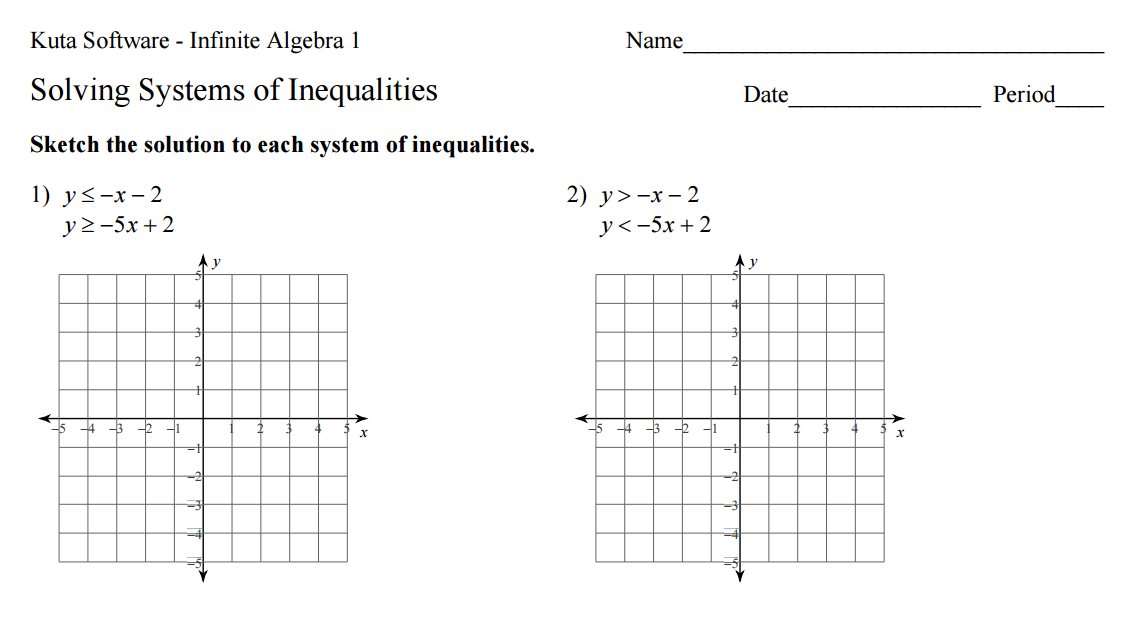 Kuta Software - Infinite Algebra 1 Name
Solving Systems of Inequalities Date Period
Sketch the solution to each system of inequalities.
1) y ≤ −x − 2
y ≥ −5x + 2
2) y > −x − 2
y < −5x + 2
y
5
4
3
2
1
−5 −4 −3 −2 −1 1 2 3 4 5 x
−1
−2
−3
−4
−5
y
5
4
3
2
1
−5 −4 −3 −2 −1 1 2 3 4 5 x
−1
−2
−3
−4
−5